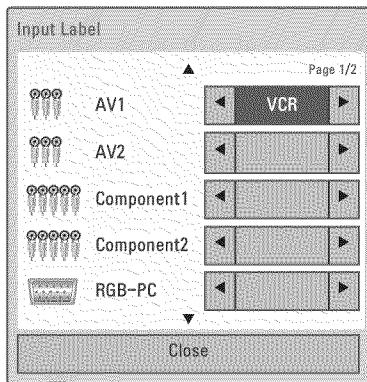 Input Label
Page 1/2
AV1 VCR
AV2
Component1
Component2
RGB-PC
Close